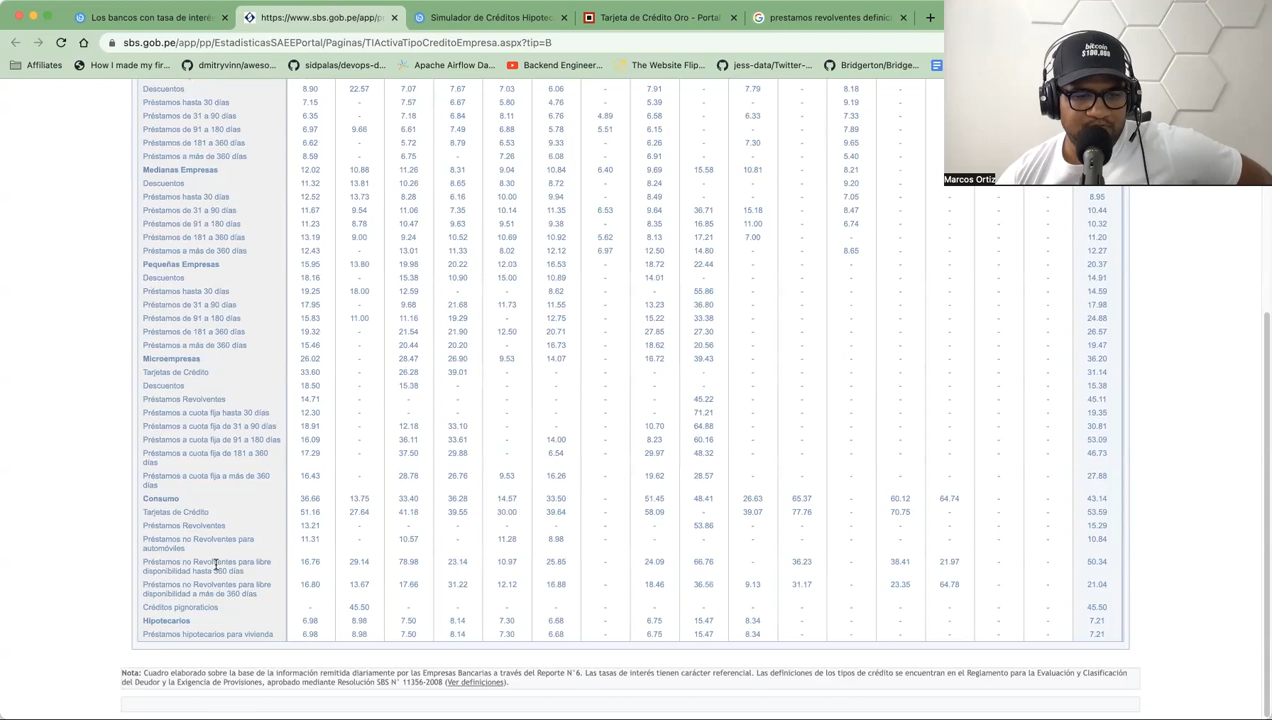 Los bancos con tasa de interé
https://www.sbs.gob.pe/app/p
Simulador de Créditos Hipotec
Tarjeta de Crédito Oro - Portal
prestamos revolventes definic
sbs.gob.pe/app/pp/EstadisticasSAEEPortal/Paginas/TIActivaTipoCreditoEmpresa.aspx?tip=B
Affiliates How I made my fir... dmitryvinn/aweso... sidpalas/devops-d... Apache Airflow Da... Backend Engineer... The Website Flip... jess-data/Twitter-... Bridgerton/Bridge...
bitcoin
$100,000
Marcos Ortiz
Descuentos 8.90 22.57 7.07 7.67 7.03 6.06 - 7.91 - 7.79 - 8.18 -
Préstamos hasta 30 días 7.15 - 7.57 6.67 5.80 4.76 - 5.39 - - - 9.19 -
Préstamos de 31 a 90 días 6.35 - 7.18 6.84 8.11 6.76 4.89 6.58 - 6.33 - 7.33 -
Préstamos de 91 a 180 días 6.97 9.66 6.61 7.49 6.88 5.78 5.51 6.15 - - - 7.89 -
Préstamos de 181 a 360 días 6.62 - 5.72 8.79 6.53 9.33 - 6.26 - 7.30 - 9.65 -
Préstamos a más de 360 días 8.59 - 6.75 - 7.26 6.08 - 6.91 - - - 5.40 -
Medianas Empresas 12.02 10.88 11.26 8.31 9.04 10.84 6.40 9.69 15.58 10.81 - 8.21 -
Descuentos 11.32 13.81 10.26 8.65 8.30 8.72 - 8.24 - - - 9.20 -
Préstamos hasta 30 días 12.52 13.73 8.28 6.16 10.00 9.94 - 8.49 - - - 7.05 - - - - 8.95
Préstamos de 31 a 90 días 11.67 9.54 11.06 7.35 10.14 11.35 6.53 9.64 36.71 15.18 - 8.47 - - - - 10.44
Préstamos de 91 a 180 días 11.23 8.78 10.47 9.63 9.51 9.38 - 8.35 16.85 11.00 - 6.74 - - - - 10.32
Préstamos de 181 a 360 días 13.19 9.00 9.24 10.52 10.69 10.92 5.62 8.13 17.21 7.00 - - - - - - 11.20
Préstamos a más de 360 días 12.43 - 13.01 11.33 8.02 12.12 6.97 12.50 14.80 - - 8.65 - - - - 12.27
Pequeñas Empresas 15.95 13.80 19.98 20.22 12.03 16.53 - 18.72 22.44 - - - - - - - 20.37
Descuentos 18.16 - 15.38 10.90 15.00 10.89 - 14.01 - - - - - - - - 14.91
Préstamos hasta 30 días 19.25 18.00 12.59 - - 8.62 - - 55.86 - - - - - - - 14.59
Préstamos de 31 a 90 días 17.95 - 9.68 21.68 11.73 11.55 - 13.23 36.80 - - - - - - - 17.98
Préstamos de 91 a 180 días 15.83 11.00 11.16 19.29 - 12.75 - 15.22 33.38 - - - - - - - 24.88
Préstamos de 181 a 360 días 19.32 - 21.54 21.90 12.50 20.71 - 27.85 27.30 - - - - - - - 26.57
Préstamos a más de 360 días 15.46 - 20.44 20.20 - 16.73 - 18.62 20.56 - - - - - - - 19.47
Microempresas 26.02 - 28.47 26.90 9.53 14.07 - 16.72 39.43 - - - - - - - 36.20
Tarjetas de Crédito 33.60 - 26.28 39.01 - - - - - - - - - - - - 31.14
Descuentos 18.50 - 15.38 - - - - - - - - - - - - - 15.38
Préstamos Revolventes 14.71 - - - - - - - 45.22 - - - - - - - 45.11
Préstamos a cuota fija hasta 30 días 12.30 - - - - - - - 71.21 - - - - - - - 19.35
Préstamos a cuota fija de 31 a 90 días 18.91 - 12.18 33.10 - - - 10.70 64.88 - - - - - - - 30.81
Préstamos a cuota fija de 91 a 180 días 16.09 - 36.11 33.61 - 14.00 - 8.23 60.16 - - - - - - - 53.09
Préstamos a cuota fija de 181 a 360 días 17.29 - 37.50 29.88 - 6.54 - 29.97 48.32 - - - - - - - 46.73
Préstamos a cuota fija a más de 360 días 16.43 - 28.78 26.76 9.53 16.26 - 19.62 28.57 - - - - - - - 27.88
Consumo 36.66 13.75 33.40 36.28 14.57 33.50 - 51.45 48.41 26.63 65.37 - 60.12 64.74 - - 43.14
Tarjetas de Crédito 51.16 27.64 41.18 39.55 30.00 39.64 - 58.09 - 39.07 77.76 - 70.75 - - - 53.59
Préstamos Revolventes 13.21 - - - - - - - 53.86 - - - - - - - 15.29
Préstamos no Revolventes para automóviles 11.31 - 10.57 - 11.28 8.98 - - - - - - - - - - 10.84
Préstamos no Revolventes para libre disponibilidad hasta 360 días 16.76 29.14 78.98 23.14 10.97 25.85 - 24.09 66.76 - 36.23 - 38.41 21.97 - - 50.34
Préstamos no Revolventes para libre disponibilidad a más de 360 días 16.80 13.67 17.66 31.22 12.12 16.88 - 18.46 36.56 9.13 31.17 - 23.35 64.78 - - 21.04
Créditos pignoraticios - 45.50 - - - - - - - - - - - - - - 45.50
Hipotecarios 6.98 8.98 7.50 8.14 7.30 6.68 - 6.75 15.47 8.34 - - - - - - 7.21
Préstamos hipotecarios para vivienda 6.98 8.98 7.50 8.14 7.30 6.68 - 6.75 15.47 8.34 - - - - - - 7.21
Nota: Cuadro elaborado sobre la base de la información remitida diariamente por las Empresas Bancarias a través del Reporte N°6. Las tasas de interés tienen carácter referencial. Las definiciones de los tipos de crédito se encuentran en el Reglamento para la Evaluación y Clasificación
del Deudor y la Exigencia de Provisiones, aprobado mediante Resolución SBS N° 11356-2008 (Ver definiciones).